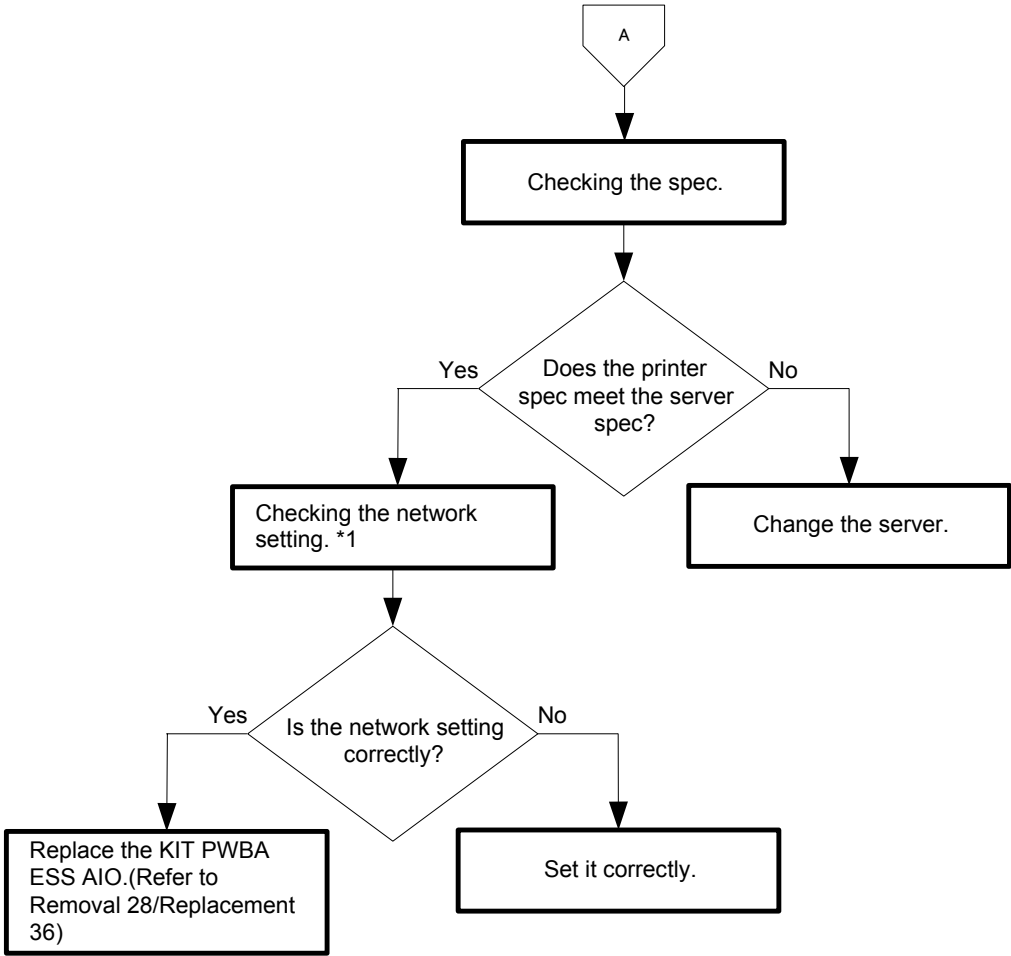 A
Checking the spec.
Yes
Does the printer
spec meet the server
spec?
No
Checking the network
setting. *1
Change the server.
Yes
Is the network setting
correctly?
No
Replace the KIT PWBA
ESS AIO.(Refer to
Removal 28/Replacement
36)
Set it correctly.